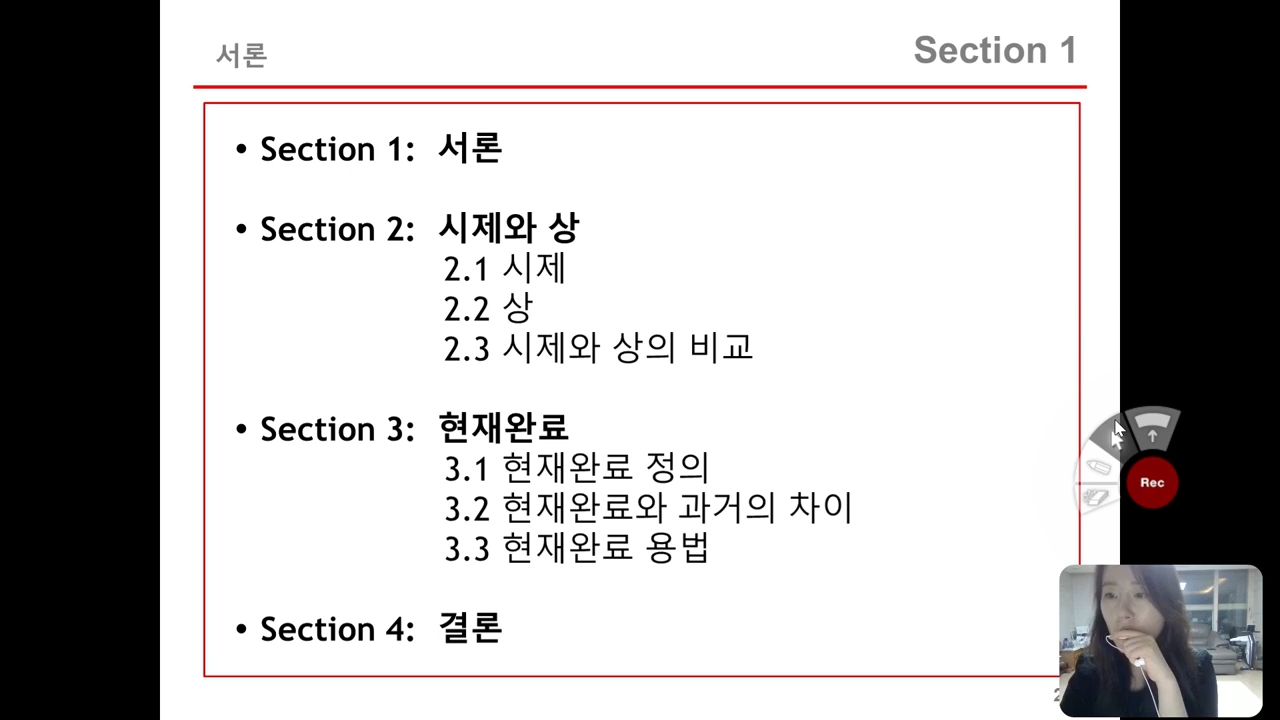 서론
Section 1
• Section 1: 서론
• Section 2: 시제와 상
2.1 시제
2.2 상
2.3 시제와 상의 비교
• Section 3: 현재완료
3.1 현재완료 정의
3.2 현재완료와 과거의 차이
3.3 현재완료 용법
• Section 4: 결론
Rec
2